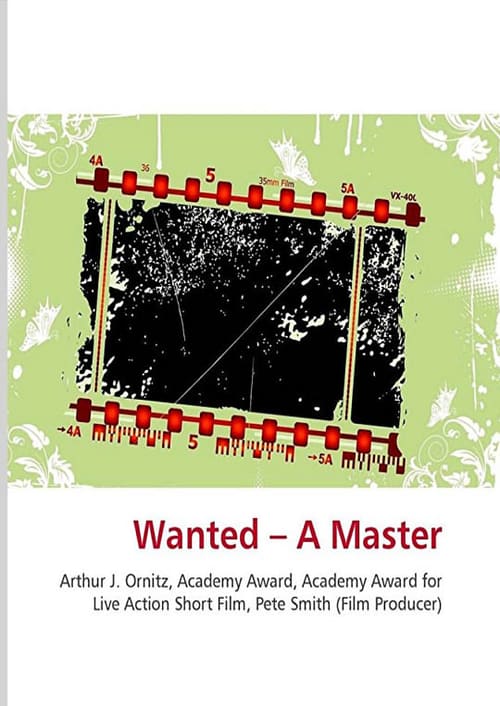 4A 36 5 35mm Film 5A VX-400
→4A 5 →5A
Wanted – A Master
Arthur J. Ornitz, Academy Award, Academy Award for
Live Action Short Film, Pete Smith (Film Producer)